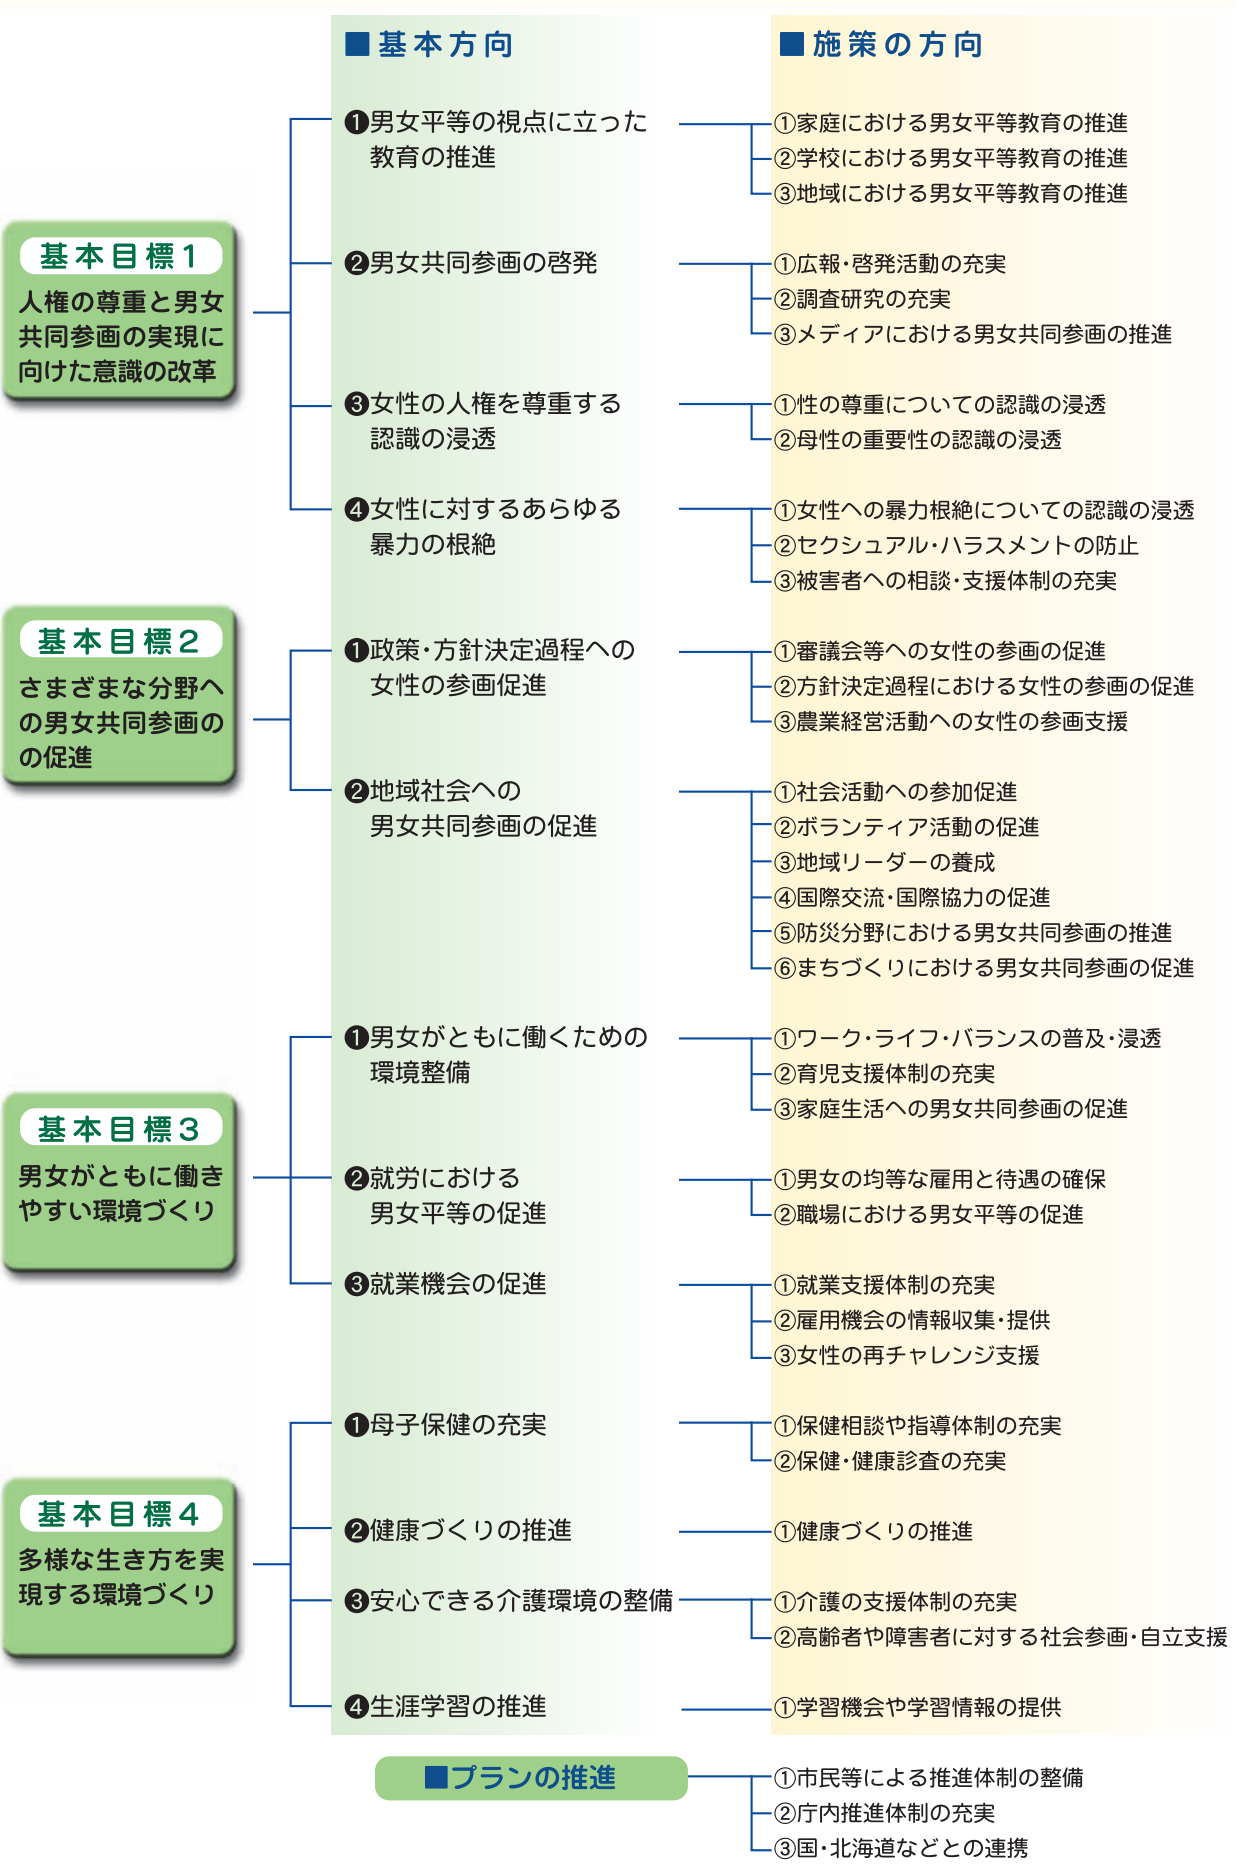 ■基本方向
■施策の方向
基本目標1
人権の尊重と男女
共同参画の実現に
向けた意識の改革
❶男女平等の視点に立った
教育の推進
①家庭における男女平等教育の推進
②学校における男女平等教育の推進
③地域における男女平等教育の推進
❷男女共同参画の啓発
①広報・啓発活動の充実
②調査研究の充実
③メディアにおける男女共同参画の推進
❸女性の人権を尊重する
認識の浸透
①性の尊重についての認識の浸透
②母性の重要性の認識の浸透
❹女性に対するあらゆる
暴力の根絶
①女性への暴力根絶についての認識の浸透
②セクシュアル・ハラスメントの防止
③被害者への相談・支援体制の充実
基本目標2
さまざまな分野へ
の男女共同参画の
の促進
❶政策・方針決定過程への
女性の参画促進
①審議会等への女性の参画の促進
②方針決定過程における女性の参画の促進
③農業経営活動への女性の参画支援
❷地域社会への
男女共同参画の促進
①社会活動への参加促進
②ボランティア活動の促進
③地域リーダーの養成
④国際交流・国際協力の促進
⑤防災分野における男女共同参画の推進
⑥まちづくりにおける男女共同参画の促進
基本目標3
男女がともに働き
やすい環境づくり
❶男女がともに働くための
環境整備
①ワーク・ライフ・バランスの普及・浸透
②育児支援体制の充実
③家庭生活への男女共同参画の促進
❷就労における
男女平等の促進
①男女の均等な雇用と待遇の確保
②職場における男女平等の促進
❸就業機会の促進
①就業支援体制の充実
②雇用機会の情報収集・提供
③女性の再チャレンジ支援
基本目標4
多様な生き方を実
現する環境づくり
❶母子保健の充実
①保健相談や指導体制の充実
②保健・健康診査の充実
❷健康づくりの推進
①健康づくりの推進
❸安心できる介護環境の整備
①介護の支援体制の充実
②高齢者や障害者に対する社会参画・自立支援
❹生涯学習の推進
①学習機会や学習情報の提供
■プランの推進
①市民等による推進体制の整備
②庁内推進体制の充実
③国・北海道などとの連携